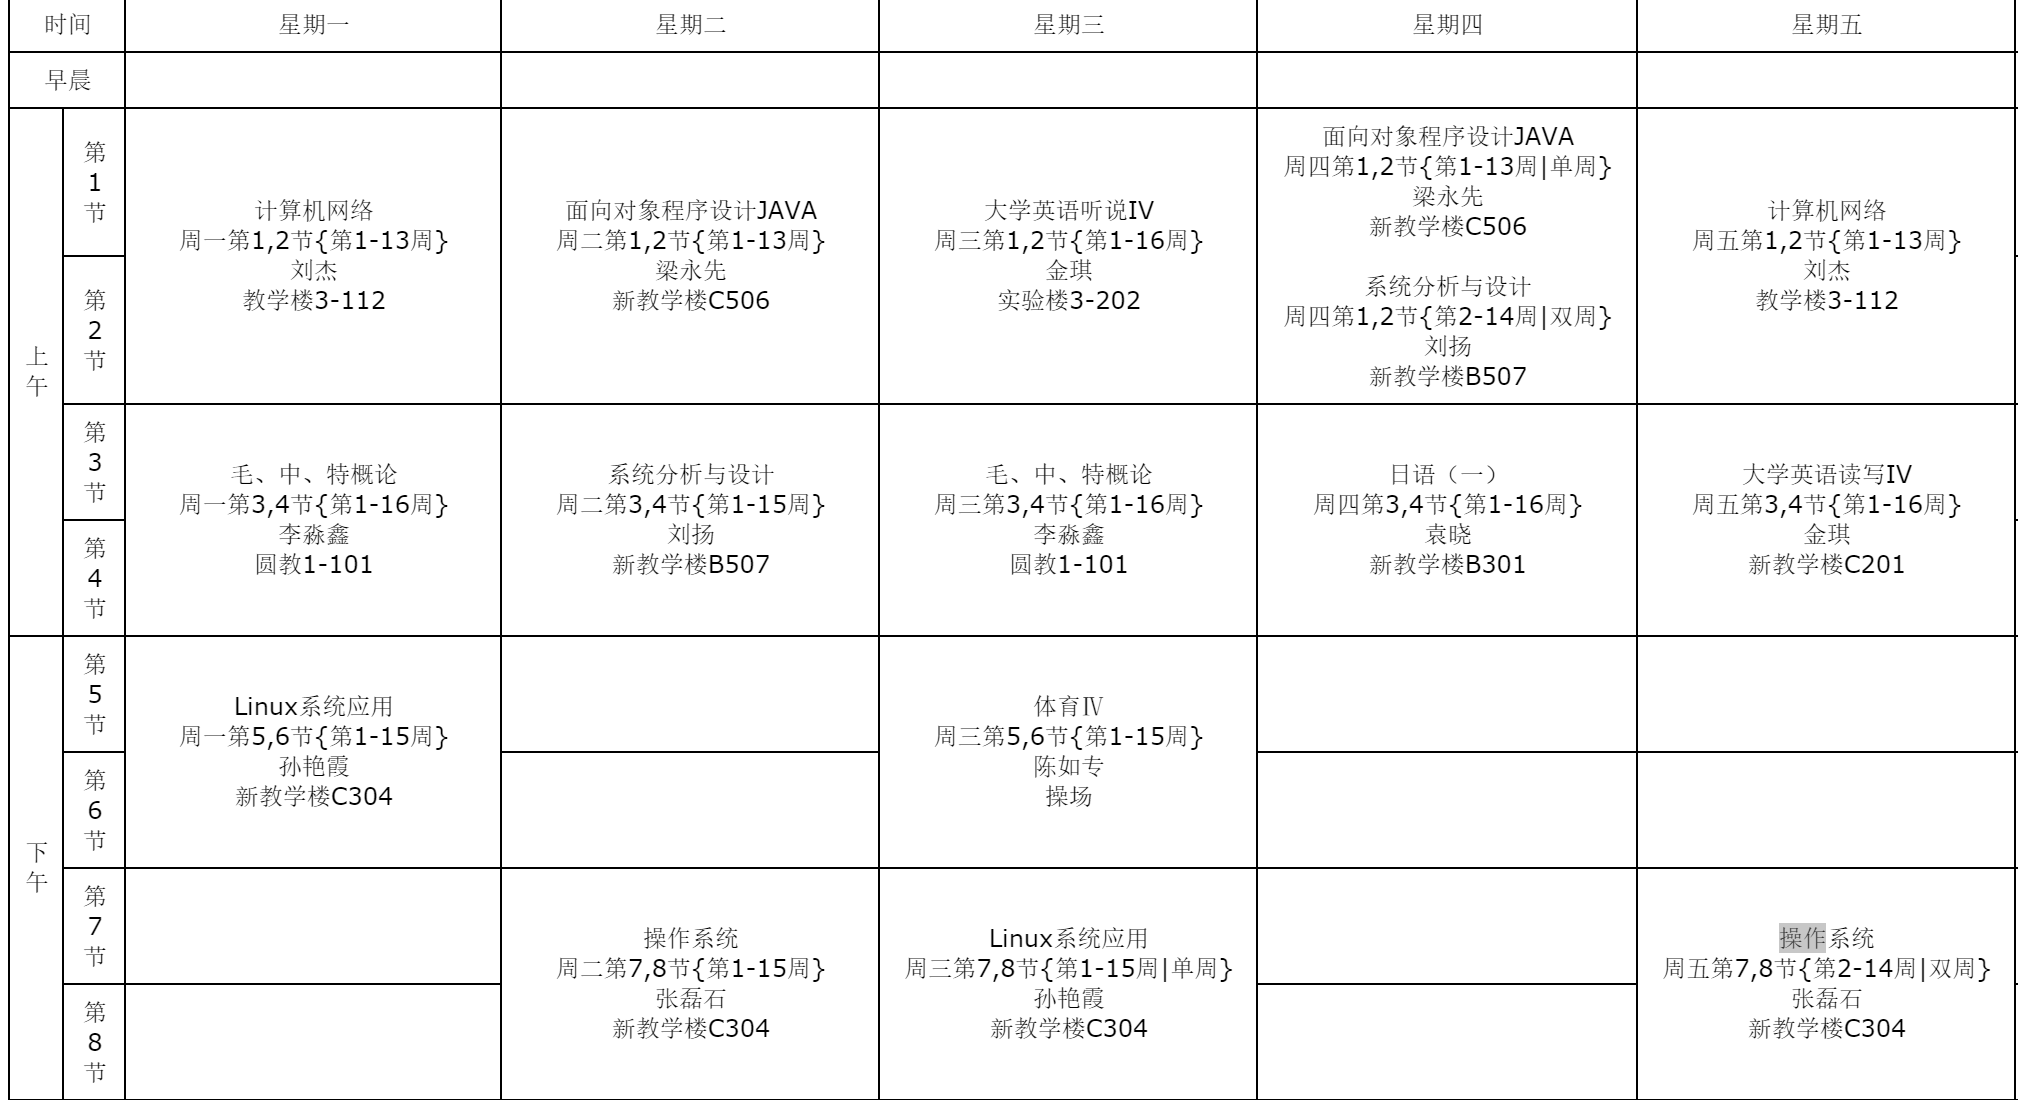 时间
星期一
星期二
星期三
星期四
星期五
早晨
上
午
第
1
节
计算机网络
周一第1,2节{第1-13周}
刘杰
教学楼3-112
面向对象程序设计JAVA
周二第1,2节{第1-13周}
梁永先
新教学楼C506
大学英语听说IV
周三第1,2节{第1-16周}
金琪
实验楼3-202
面向对象程序设计JAVA
周四第1,2节{第1-13周|单周}
梁永先
新教学楼C506
系统分析与设计
周四第1,2节{第2-14周|双周}
刘扬
新教学楼B507
计算机网络
周五第1,2节{第1-13周}
刘杰
教学楼3-112
第
2
节
第
3
节
毛、中、特概论
周一第3,4节{第1-16周}
李淼鑫
圆教1-101
系统分析与设计
周二第3,4节{第1-15周}
刘扬
新教学楼B507
毛、中、特概论
周三第3,4节{第1-16周}
李淼鑫
圆教1-101
日语（一）
周四第3,4节{第1-16周}
袁晓
新教学楼B301
大学英语读写IV
周五第3,4节{第1-16周}
金琪
新教学楼C201
第
4
节
下
午
第
5
节
Linux系统应用
周一第5,6节{第1-15周}
孙艳霞
新教学楼C304
体育Ⅳ
周三第5,6节{第1-15周}
陈如专
操场
第
6
节
第
7
节
操作系统
周二第7,8节{第1-15周}
张磊石
新教学楼C304
Linux系统应用
周三第7,8节{第1-15周|单周}
孙艳霞
新教学楼C304
操作系统
周五第7,8节{第2-14周|双周}
张磊石
新教学楼C304
第
8
节